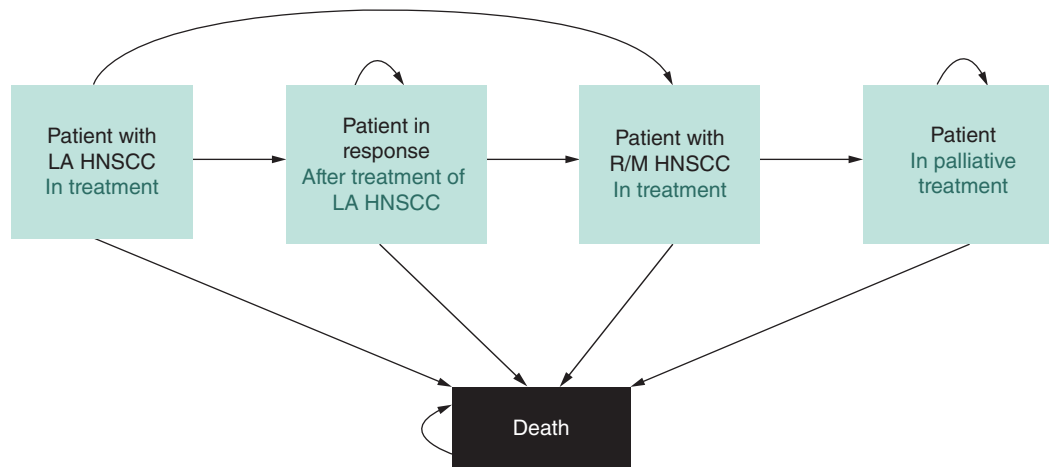 Patient with
LA HNSCC
In treatment
Patient in
response
After treatment of
LA HNSCC
Patient with
R/M HNSCC
In treatment
Patient
In palliative
treatment
Death